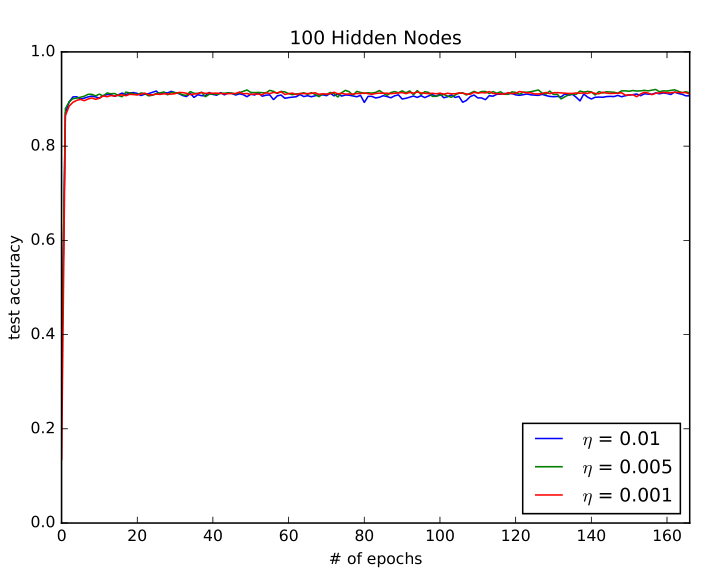 100 Hidden Nodes
1.0
0.8
0.6
0.4
0.2
0.0
test accuracy
0 20 40 60 80 100 120 140 160
# of epochs
η = 0.01
η = 0.005
η = 0.001